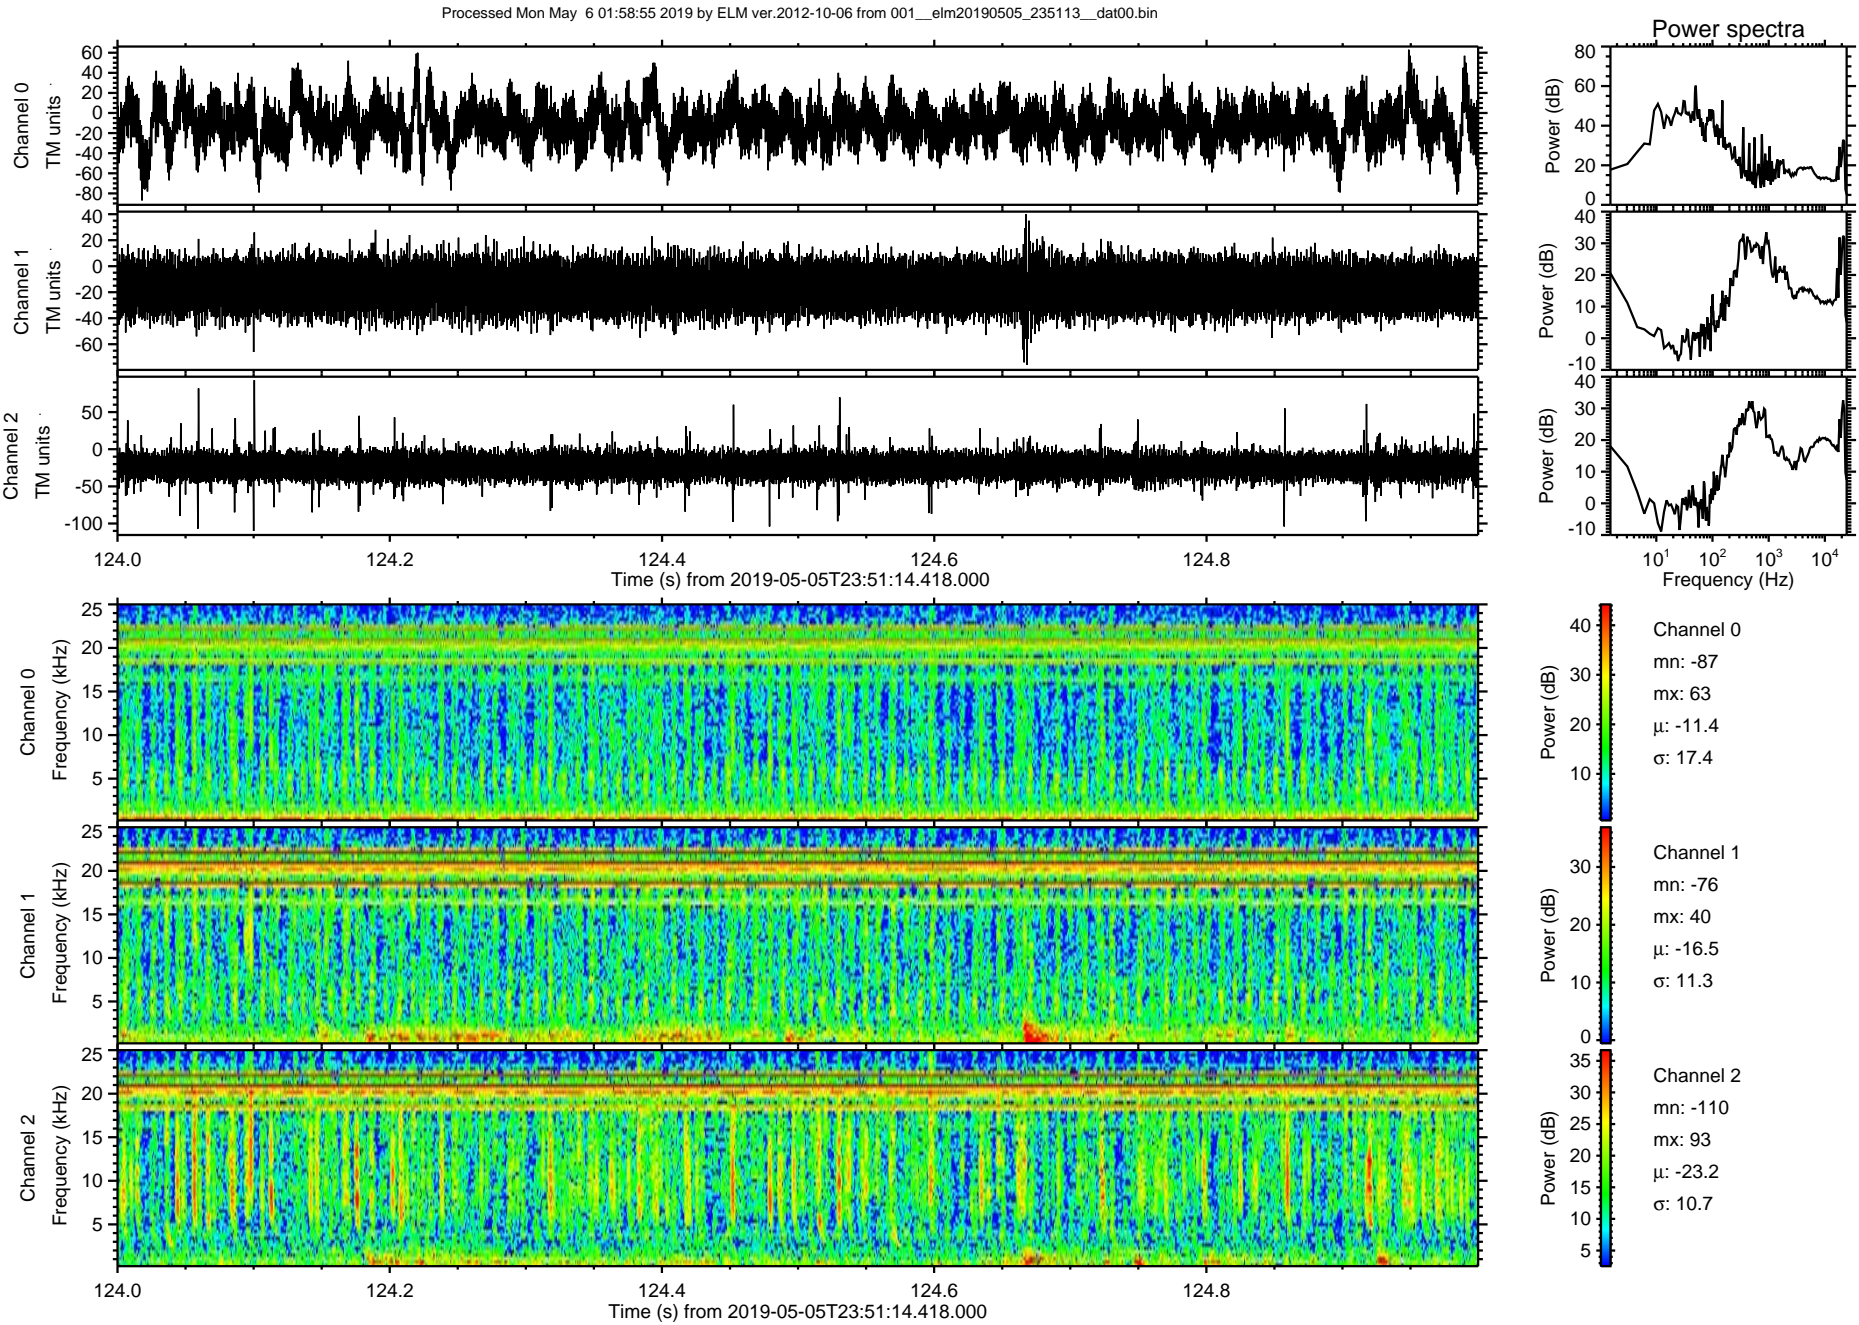 Processed Mon May  6 01:58:55 2019 by ELM ver.2012-10-06 from 001__elm20190505_235113__dat00.bin
Power spectra
Channel 0
TM units
60
40
20
0
-20
-40
-60
-80
Power (dB)
80
60
40
20
0
Channel 1
TM units
40
20
0
-20
-40
-60
Power (dB)
40
30
20
10
0
-10
Channel 2
TM units
50
0
-50
-100
Power (dB)
40
30
20
10
0
-10
124.0 124.2 124.4 124.6 124.8
Time (s) from 2019-05-05T23:51:14.418.000
10¹ 10² 10³ 10⁴
Frequency (Hz)
Channel 0
Frequency (kHz)
25
20
15
10
5
Power (dB)
40
30
20
10
Channel 0
mn: -87
mx: 63
μ: -11.4
σ: 17.4
Channel 1
Frequency (kHz)
25
20
15
10
5
Power (dB)
30
20
10
0
Channel 1
mn: -76
mx: 40
μ: -16.5
σ: 11.3
Channel 2
Frequency (kHz)
25
20
15
10
5
Power (dB)
35
30
25
20
15
10
5
Channel 2
mn: -110
mx: 93
μ: -23.2
σ: 10.7
124.0 124.2 124.4 124.6 124.8
Time (s) from 2019-05-05T23:51:14.418.000